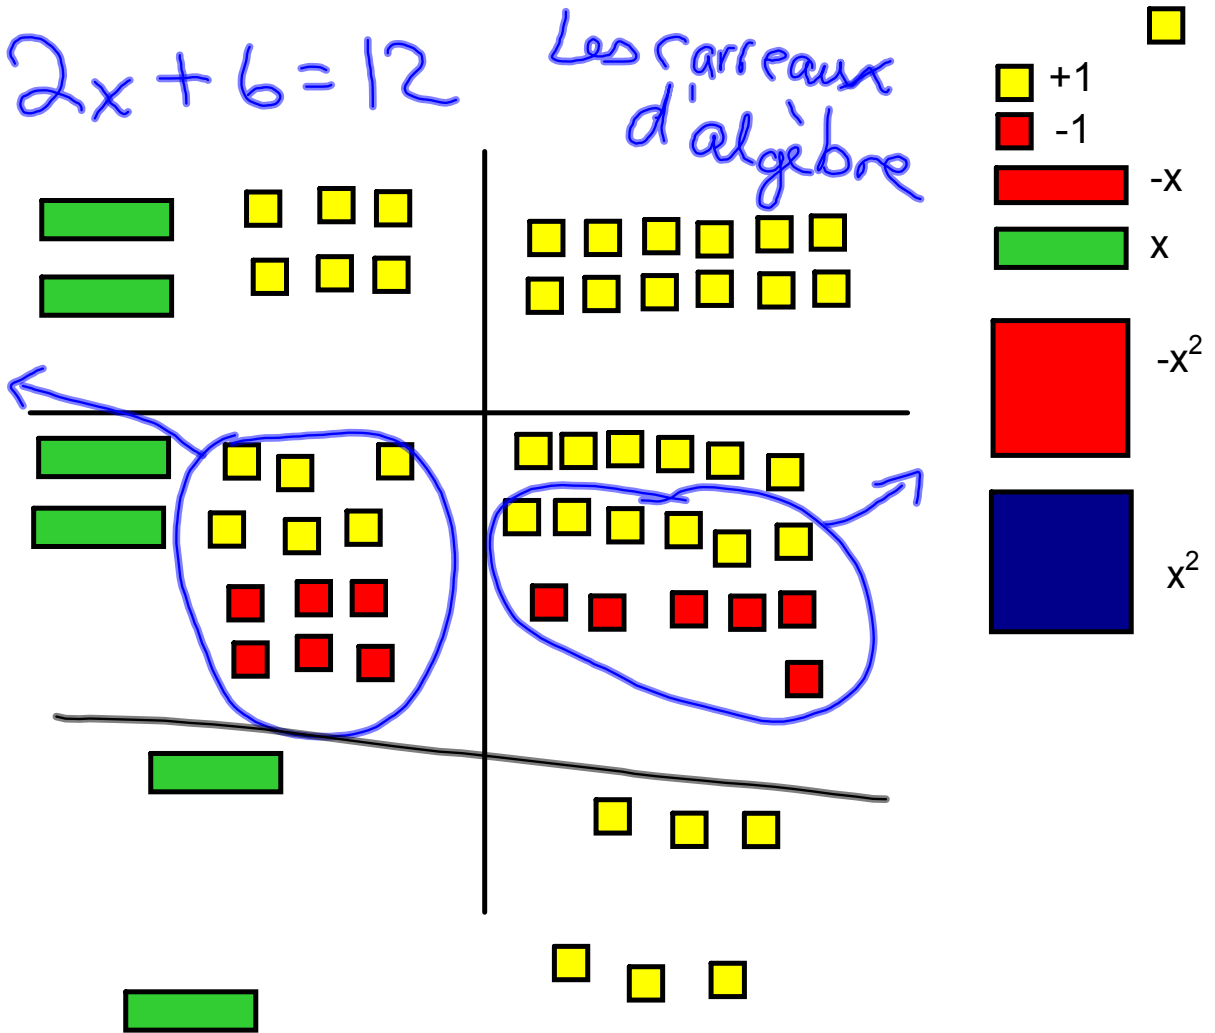 2x + 6 = 12
Les carreaux
d'algèbre
+1
-1
-x
x
-x²
x²